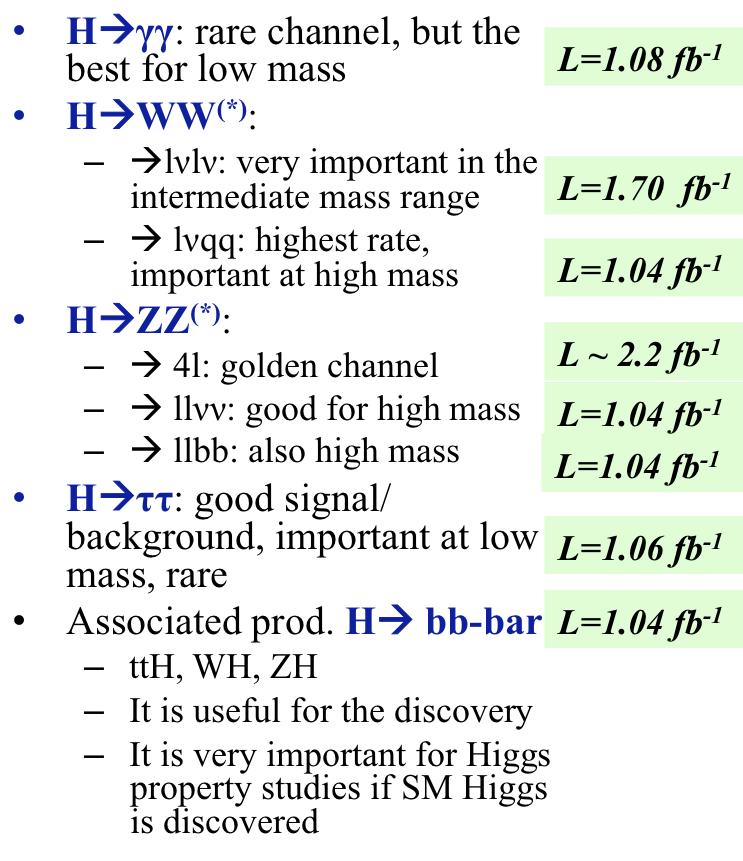 • H→γγ: rare channel, but the
best for low mass
L=1.08 fb-1
• H→WW(*):
– →lνlν: very important in the
intermediate mass range
L=1.70 fb-1
– → lνqq: highest rate,
important at high mass
L=1.04 fb-1
• H→ZZ(*):
– → 4l: golden channel
L ~ 2.2 fb-1
– → llνν: good for high mass
L=1.04 fb-1
– → llbb: also high mass
L=1.04 fb-1
• H→ττ: good signal/
background, important at low
mass, rare
L=1.06 fb-1
• Associated prod. H→ bb-bar
L=1.04 fb-1
– ttH, WH, ZH
– It is useful for the discovery
– It is very important for Higgs
property studies if SM Higgs
is discovered